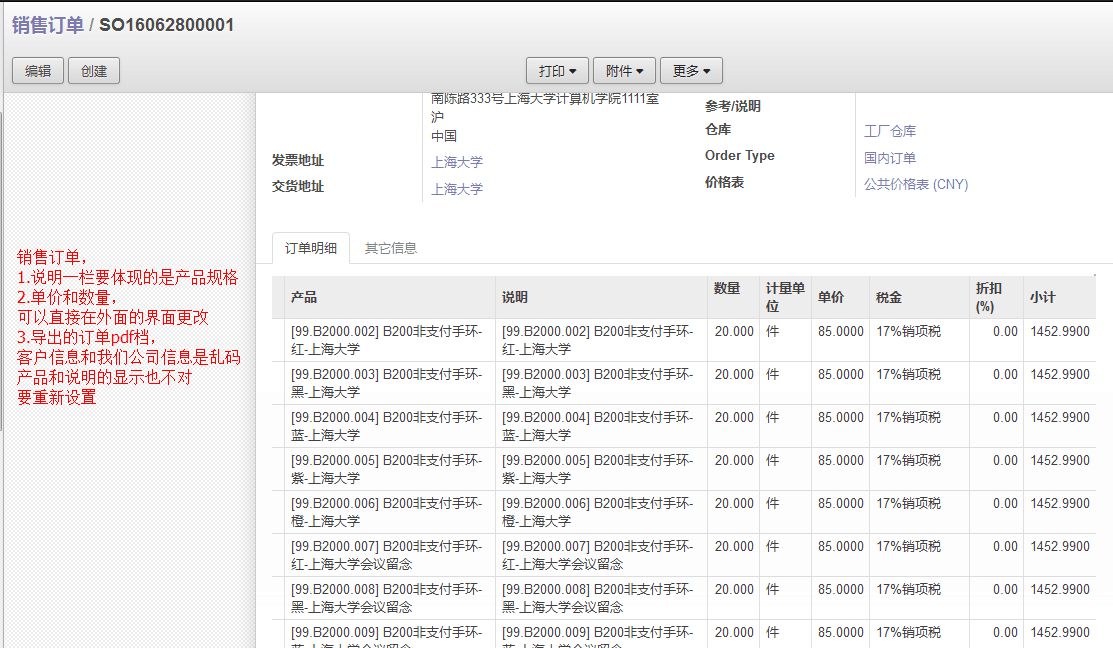 销售订单 / SO16062800001
编辑 创建 打印 附件 更多
南陈路333号上海大学计算机学院1111室
沪
中国
发票地址 上海大学
交货地址 上海大学
参考/说明
仓库 工厂仓库
Order Type 国内订单
价格表 公共价格表 (CNY)
销售订单，
1.说明一栏要体现的是产品规格
2.单价和数量，
可以直接在外面的界面更改
3.导出的订单pdf档，
客户信息和我们公司信息是乱码
产品和说明的显示也不对
要重新设置
订单明细 其它信息
产品 说明 数量 计量单位 单价 税金 折扣 (%) 小计
[99.B2000.002] B200非支付手环- [99.B2000.002] B200非支付手环- 20.000 件 85.0000 17%销项税 0.00 1452.9900
红-上海大学 红-上海大学
[99.B2000.003] B200非支付手环- [99.B2000.003] B200非支付手环- 20.000 件 85.0000 17%销项税 0.00 1452.9900
黑-上海大学 黑-上海大学
[99.B2000.004] B200非支付手环- [99.B2000.004] B200非支付手环- 20.000 件 85.0000 17%销项税 0.00 1452.9900
蓝-上海大学 蓝-上海大学
[99.B2000.005] B200非支付手环- [99.B2000.005] B200非支付手环- 20.000 件 85.0000 17%销项税 0.00 1452.9900
紫-上海大学 紫-上海大学
[99.B2000.006] B200非支付手环- [99.B2000.006] B200非支付手环- 20.000 件 85.0000 17%销项税 0.00 1452.9900
橙-上海大学 橙-上海大学
[99.B2000.007] B200非支付手环- [99.B2000.007] B200非支付手环- 20.000 件 85.0000 17%销项税 0.00 1452.9900
红-上海大学会议留念 红-上海大学会议留念
[99.B2000.008] B200非支付手环- [99.B2000.008] B200非支付手环- 20.000 件 85.0000 17%销项税 0.00 1452.9900
黑-上海大学会议留念 黑-上海大学会议留念
[99.B2000.009] B200非支付手环- [99.B2000.009] B200非支付手环- 20.000 件 85.0000 17%销项税 0.00 1452.9900
蓝-上海大学会议留念 蓝-上海大学会议留念